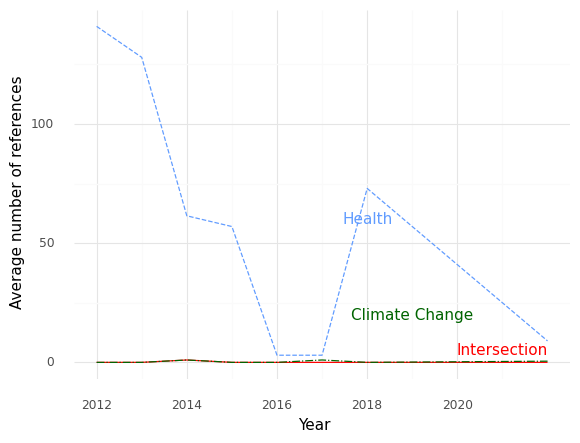 Average number of references
100
50
0
Health
Climate Change
Intersection
2012
2014
2016
2018
2020
Year